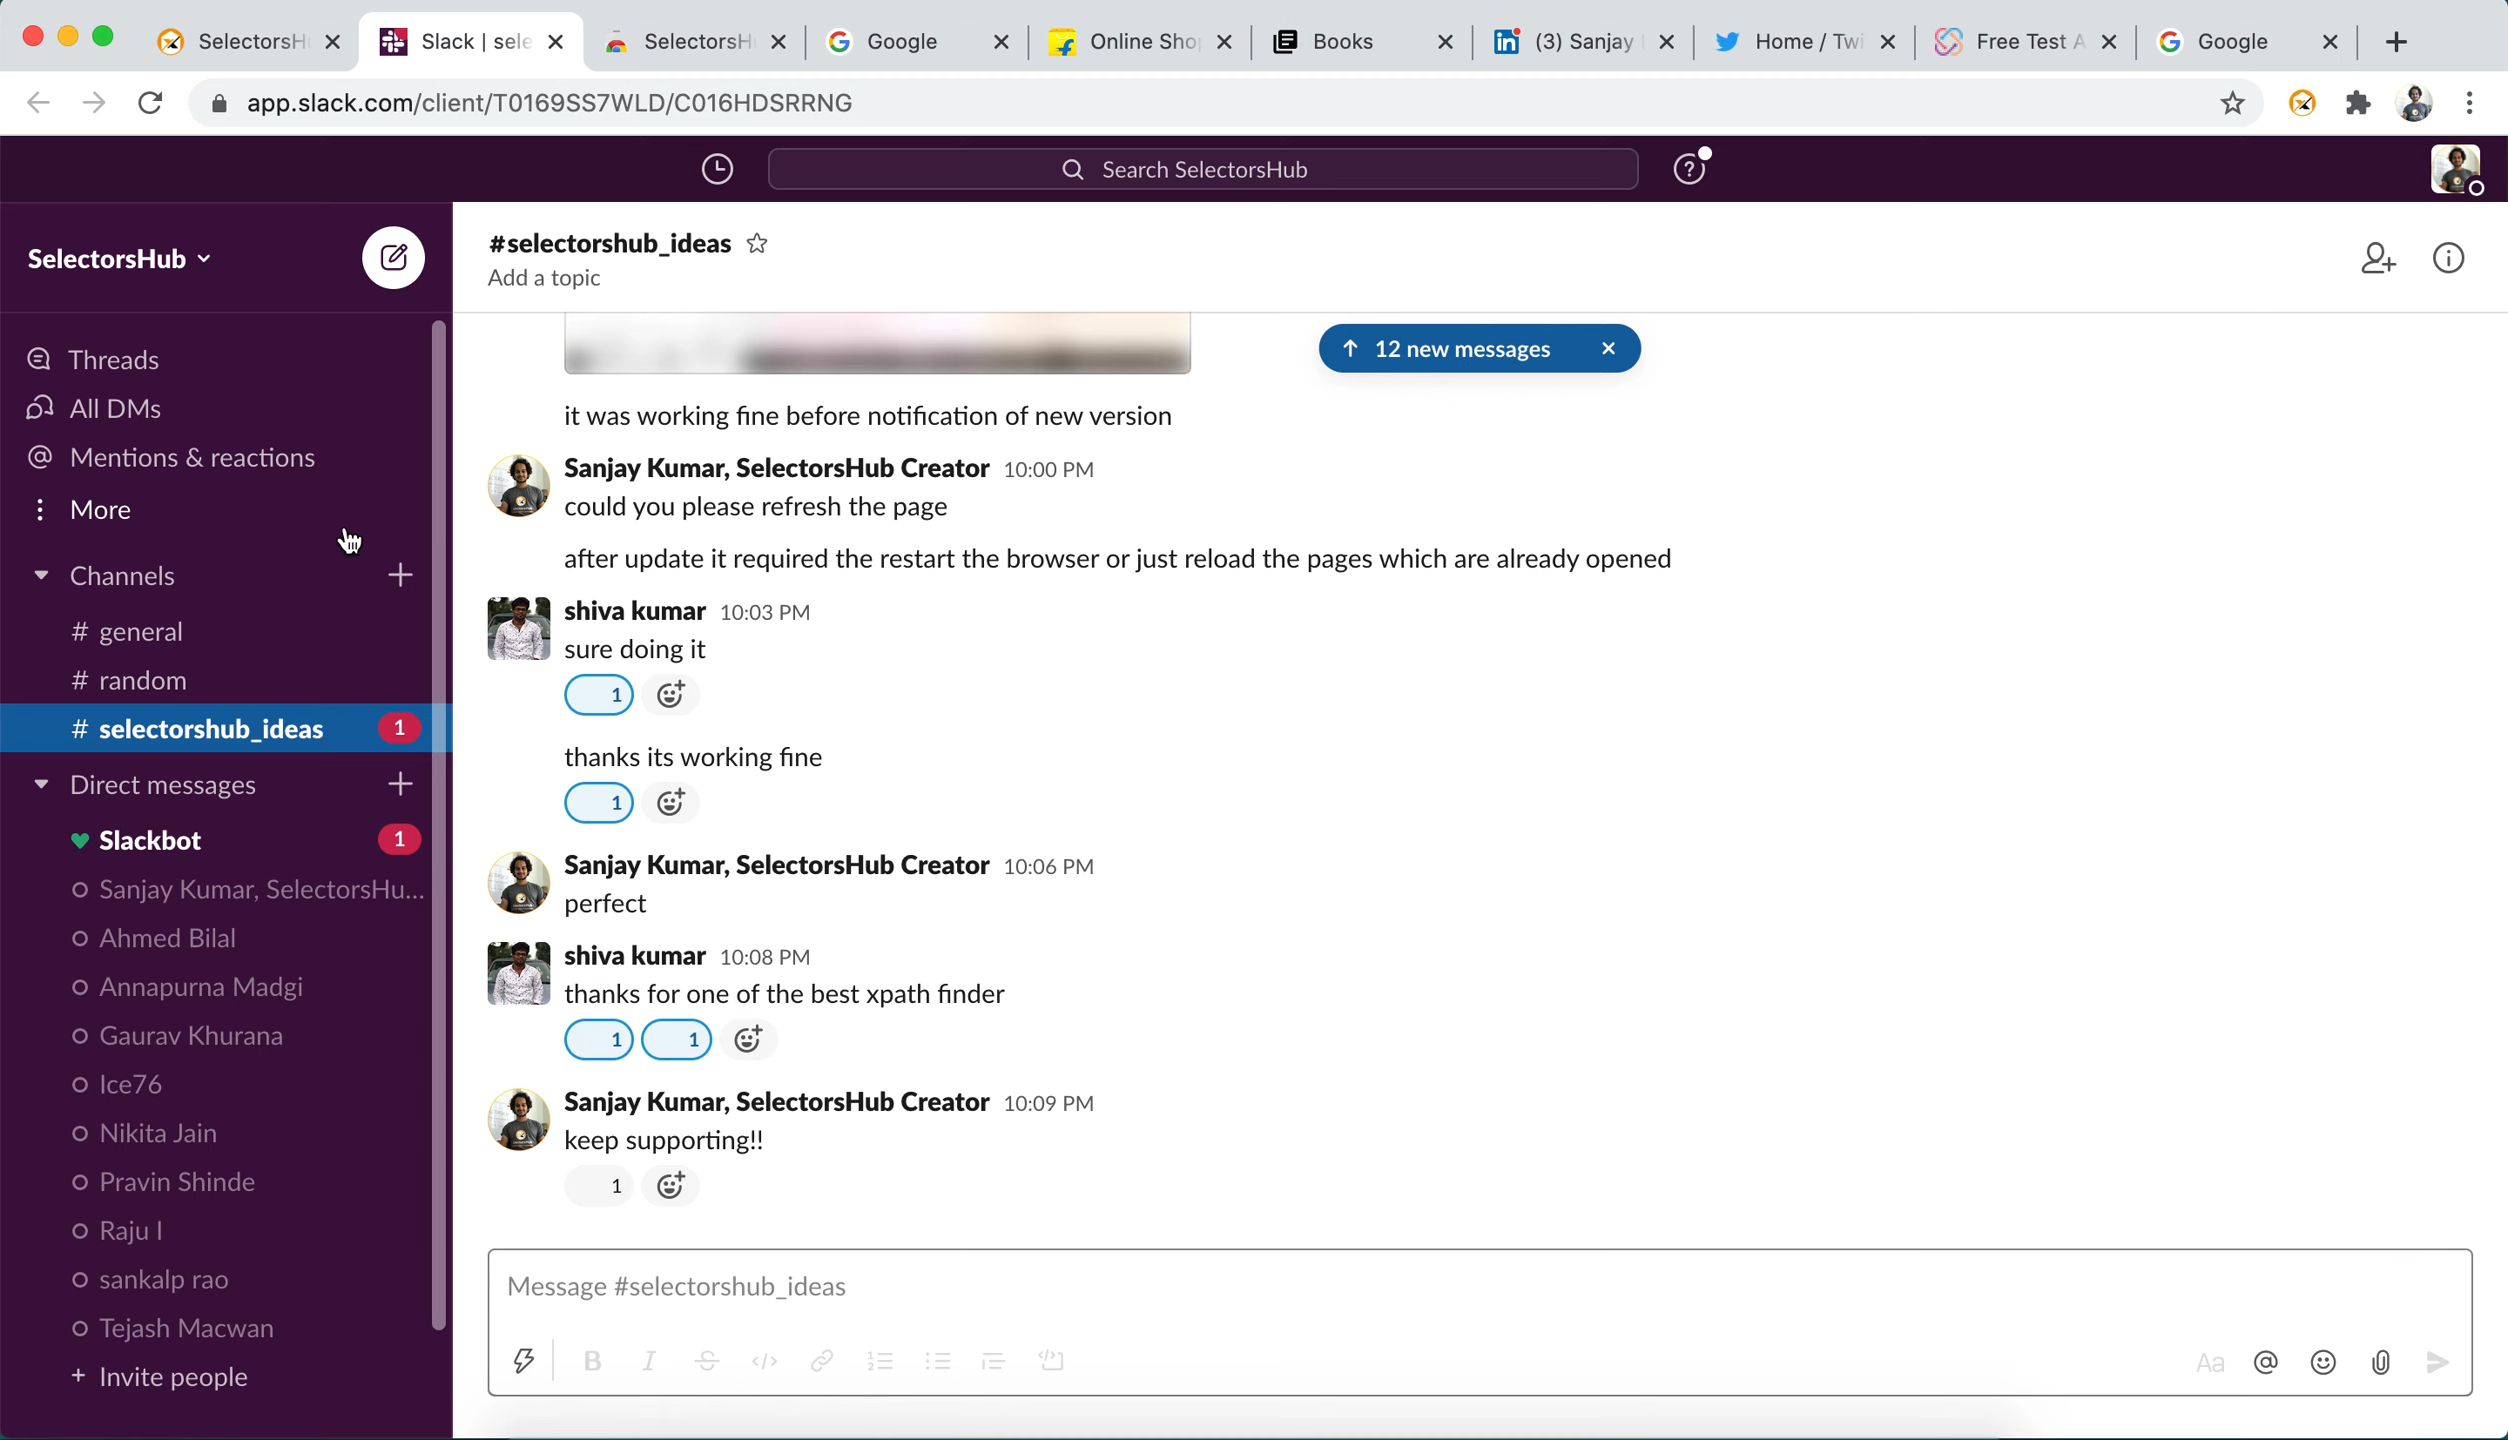 SelectorsH
Slack | sele
SelectorsH
Google
Online Shop
Books
(3) Sanjay
Home / Twi
Free Test A
Google
app.slack.com/client/T0169SS7WLD/C016HDSRRNG
Search SelectorsHub
SelectorsHub
#selectorshub_ideas
Add a topic
Threads
All DMs
@ Mentions & reactions
More
Channels +
# general
# random
# selectorshub_ideas 1
Direct messages +
Slackbot 1
Sanjay Kumar, SelectorsHu...
Ahmed Bilal
Annapurna Madgi
Gaurav Khurana
Ice76
Nikita Jain
Pravin Shinde
Raju I
sankalp rao
Tejash Macwan
+ Invite people
↑ 12 new messages ×
it was working fine before notification of new version
Sanjay Kumar, SelectorsHub Creator 10:00 PM
could you please refresh the page
after update it required the restart the browser or just reload the pages which are already opened
shiva kumar 10:03 PM
sure doing it
1
thanks its working fine
1
Sanjay Kumar, SelectorsHub Creator 10:06 PM
perfect
shiva kumar 10:08 PM
thanks for one of the best xpath finder
1 1
Sanjay Kumar, SelectorsHub Creator 10:09 PM
keep supporting!!
1
Message #selectorshub_ideas
B I S </> Aa @